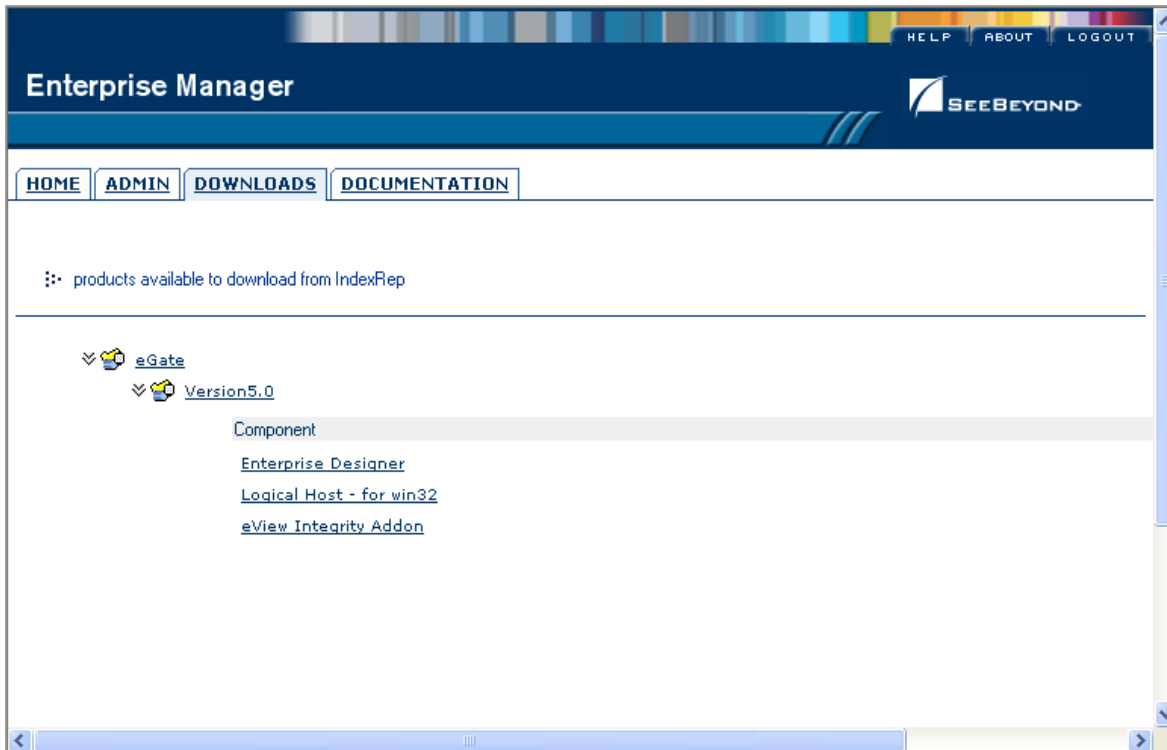 HELP ABOUT LOGOUT
Enterprise Manager
SEEBEYOND
HOME ADMIN DOWNLOADS DOCUMENTATION
products available to download from IndexRep
eGate
Version5.0
Component
Enterprise Designer
Logical Host - for win32
eView Integrity Addon